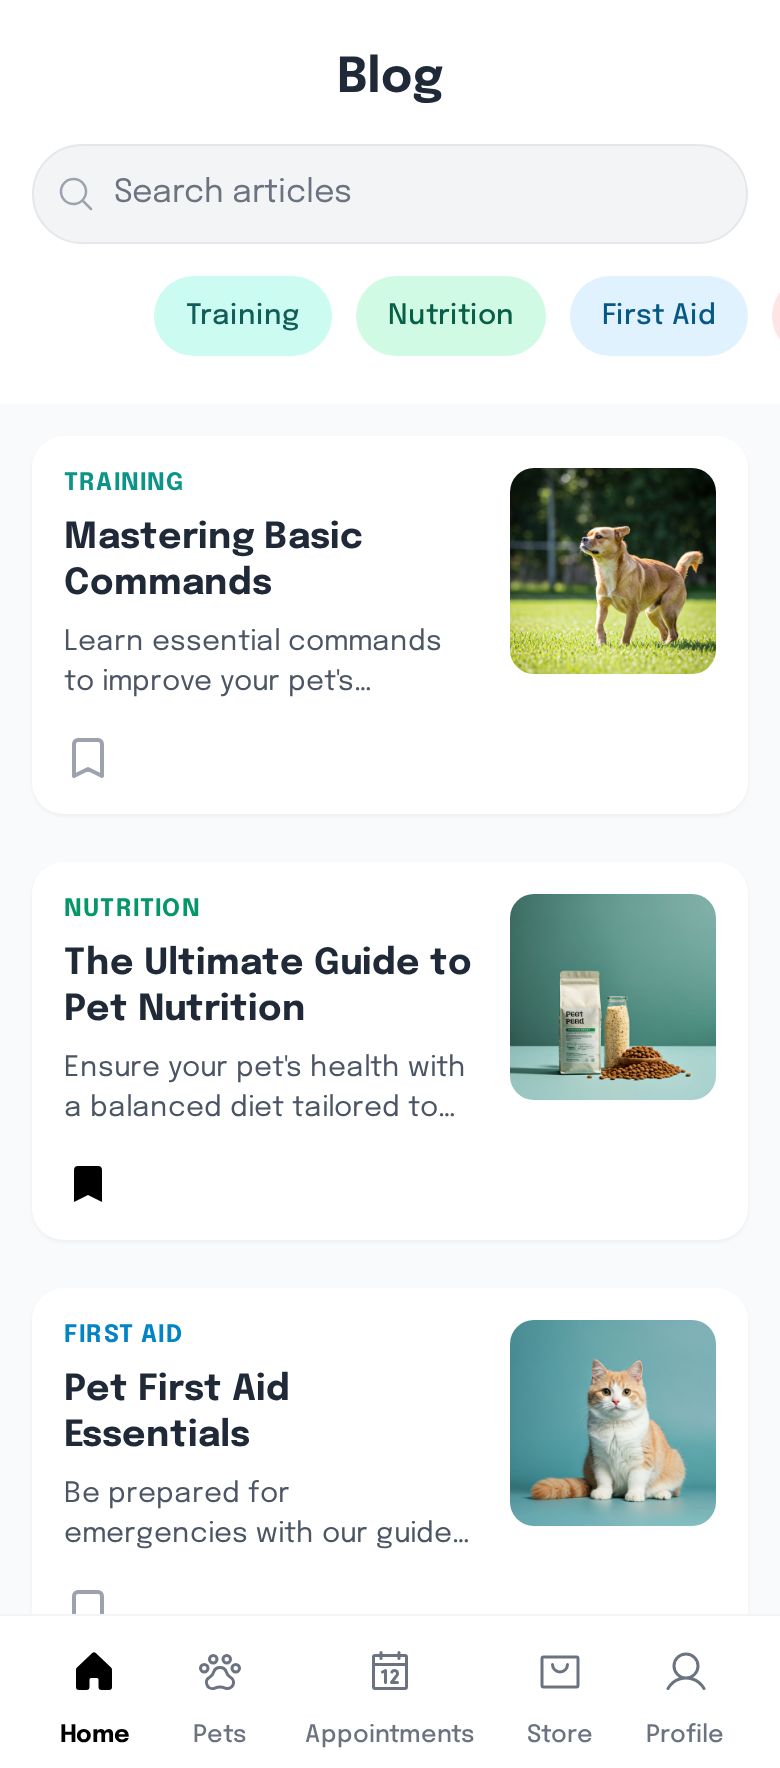 Blog
Search articles
Training
Nutrition
First Aid
TRAINING
Mastering Basic
Commands
Learn essential commands
to improve your pet's...
NUTRITION
The Ultimate Guide to
Pet Nutrition
Ensure your pet's health with
a balanced diet tailored to...
FIRST AID
Pet First Aid
Essentials
Be prepared for
emergencies with our guide...
12
Home
Pets
Appointments
Store
Profile